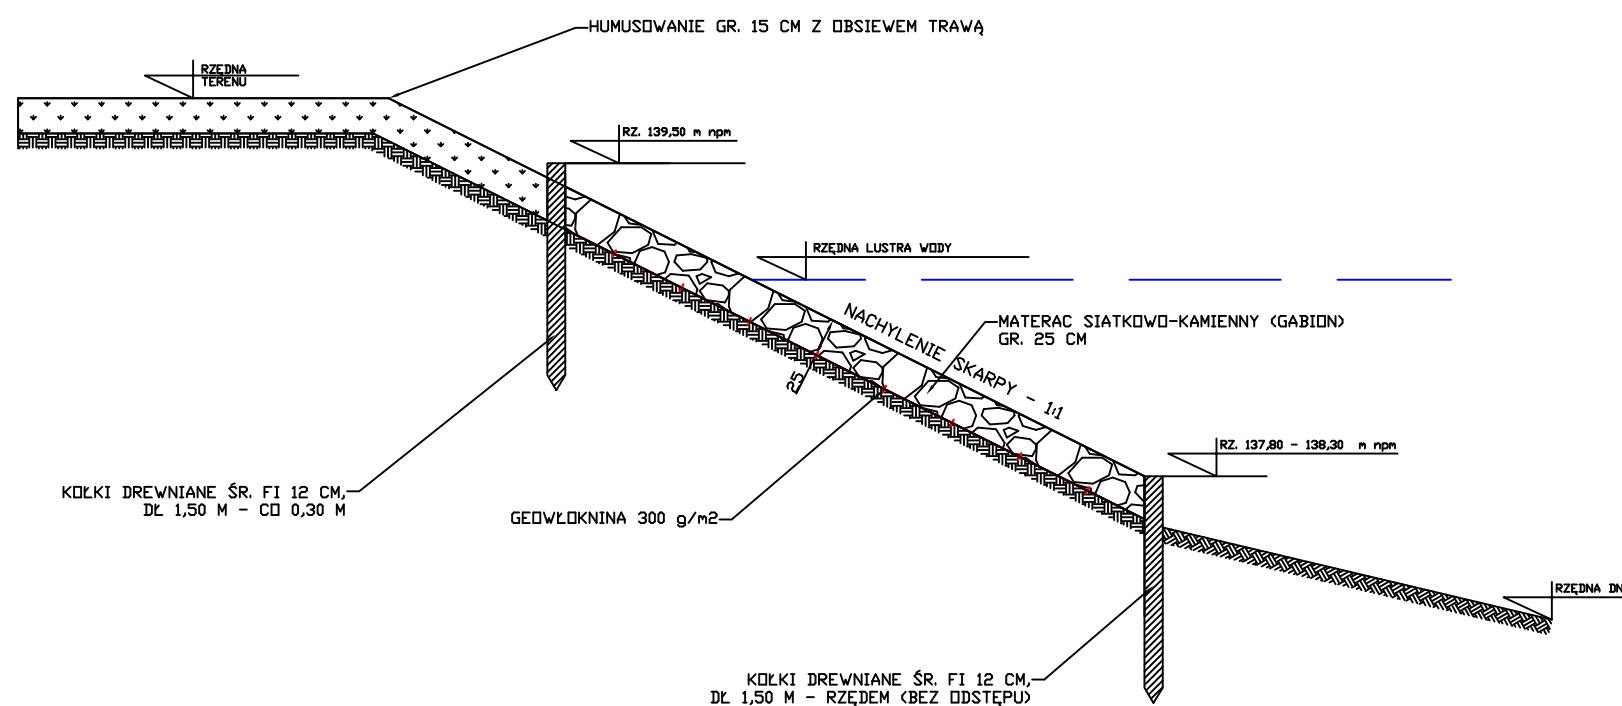 HUMUSOWANIE GR. 15 CM Z OBSIEWEM TRAWĄ
RZĘDNA
TERENU
RZ. 139,50 m npm
RZĘDNA LUSTRA WODY
NACHYLENIE SKARPY - 1:1
MATERAC SIATKOWO-KAMIENNY (GABION)
GR. 25 CM
25
RZ. 137,80 - 138,30 m npm
KOŁKI DREWNIANE ŚR. FI 12 CM,
DŁ 1,50 M - CO 0,30 M
GEOWŁOKNINA 300 g/m2
RZĘDNA DN
KOŁKI DREWNIANE ŚR. FI 12 CM,
DŁ 1,50 M - RZĘDEM (BEZ ODSTĘPU)